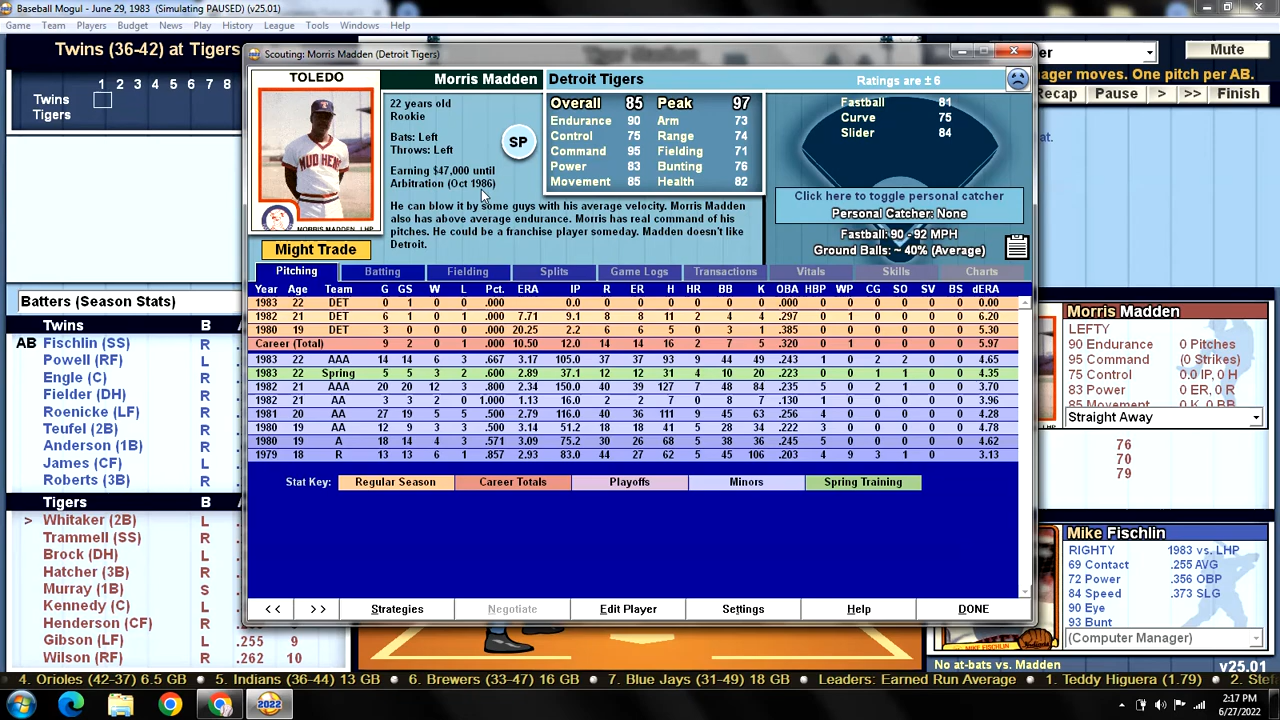 Baseball Mogul - June 29, 1983 (Simulating PAUSED) (v25.01)
Game Team Players Budget News Play History League Tools Windows Help
Twins (36-42) at Tigers
1 2 3 4 5 6 7 8
Twins
Tigers
Mute
nager moves. One pitch per AB.
Recap Pause > >> Finish
Scouting: Morris Madden (Detroit Tigers)
TOLEDO
MUD HENS
MORRIS MADDEN, LHP
Might Trade
Morris Madden
22 years old
Rookie
Bats: Left
Throws: Left
Earning $47,000 until
Arbitration (Oct 1986)
SP
Detroit Tigers
Ratings are ± 6
Overall 85 Peak 97
Endurance 90 Arm 73
Control 75 Range 74
Command 95 Fielding 71
Power 83 Bunting 76
Movement 85 Health 82
Fastball 81
Curve 75
Slider 84
He can blow it by some guys with his average velocity. Morris Madden
also has above average endurance. Morris has real command of his
pitches. He could be a franchise player someday. Madden doesn't like
Detroit.
Click here to toggle personal catcher
Personal Catcher: None
Fastball: 90 - 92 MPH
Ground Balls: ~ 40% (Average)
Pitching Batting Fielding Splits Game Logs Transactions Vitals Skills Charts
Year Age Team G GS W L Pct. ERA IP R ER H HR BB K OBA HBP WP CG SO SV BS dERA
1983 22 DET 0 1 0 0 .000 0.0 0 0 0 0 0 0 .000 0 0 0 0 0 0 0.00
1982 21 DET 6 1 0 1 .000 7.71 9.1 8 8 11 2 4 4 .297 0 1 0 0 0 0 6.20
1980 19 DET 3 0 0 0 .000 20.25 2.2 6 6 5 0 3 1 .385 0 0 0 0 0 0 5.30
Career (Total) 9 2 0 1 .000 10.50 12.0 14 14 16 2 7 5 .320 0 1 0 0 0 0 5.97
1983 22 AAA 14 14 6 3 .667 3.17 105.0 37 37 93 9 44 49 .243 1 0 2 2 0 0 4.65
1983 22 Spring 5 5 3 2 .600 2.89 37.1 12 12 31 4 10 20 .223 0 0 1 1 0 0 4.35
1982 21 AAA 20 20 12 3 .800 2.34 150.0 40 39 127 7 48 84 .235 5 0 2 1 0 0 3.70
1982 21 AA 3 3 2 0 1.000 1.13 16.0 2 2 7 0 8 7 .130 1 0 0 0 0 0 3.96
1981 20 AA 27 19 5 5 .500 2.79 116.0 40 36 111 9 45 63 .256 4 0 0 0 0 0 4.28
1980 19 AA 12 9 3 3 .500 3.14 51.2 18 18 41 5 28 34 .222 3 0 0 0 0 0 4.78
1980 19 A 18 14 4 3 .571 3.09 75.2 30 26 68 5 38 36 .245 5 0 1 0 0 0 4.62
1979 18 R 13 13 6 1 .857 2.93 83.0 44 27 62 6 45 106 .203 4 9 3 1 0 0 3.13
Stat Key: Regular Season Career Totals Playoffs Minors Spring Training
<< >> Strategies Negotiate Edit Player Settings Help DONE
Batters (Season Stats)
Twins B
AB Fischlin (SS) R
Powell (RF) L
Engle (C) R
Fielder (DH) R
Roenicke (LF) R
Teufel (2B) R
Anderson (1B) R
James (CF) L
Roberts (3B) R
Tigers B
> Whitaker (2B) L
Trammell (SS) R
Brock (DH) L
Hatcher (3B) R
Murray (1B) S
Kennedy (C) L
Henderson (CF) R
Gibson (LF) L .255 9
Wilson (RF) R .262 10
Morris Madden
LEFTY
90 Endurance 0 Pitches
95 Command (0 Strikes)
75 Control 0.0 IP, 0 H
83 Power 0 ER, 0 R
85 Movement 0 K, 0 BB
Straight Away
76
70
79
Mike Fischlin
RIGHTY 1983 vs. LHP
69 Contact .255 AVG
72 Power .356 OBP
84 Speed .373 SLG
90 Eye
93 Bunt
(Computer Manager)
MIKE FISCHLIN
No at-bats vs. Madden v25.01
4. Orioles (42-37) 6.5 GB • 5. Indians (36-44) 13 GB • 6. Brewers (33-47) 16 GB • 7. Blue Jays (31-49) 18 GB • Leaders: Earned Run Average • 1. Teddy Higuera (1.79) • 2. Stef
2022
2:17 PM
6/27/2022